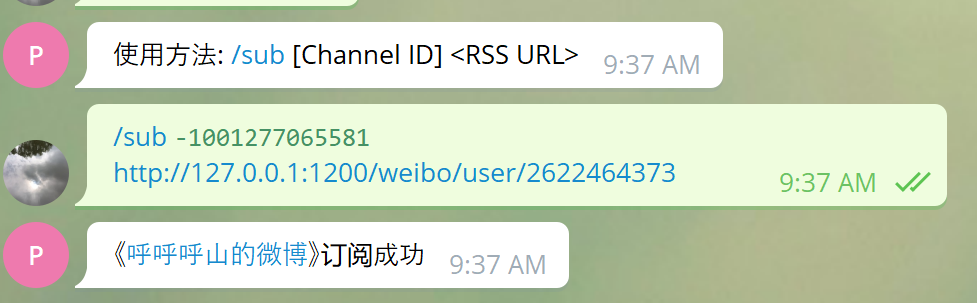 P
使用方法: /sub [Channel ID] <RSS URL> 9:37 AM
/sub -1001277065581
http://127.0.0.1:1200/weibo/user/2622464373 9:37 AM
P
《呼呼呼山的微博》订阅成功 9:37 AM